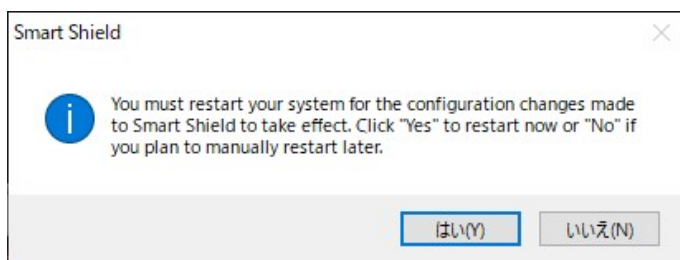 Smart Shield
You must restart your system for the configuration changes made
to Smart Shield to take effect. Click "Yes" to restart now or "No" if
you plan to manually restart later.
はい(Y)
いいえ(N)